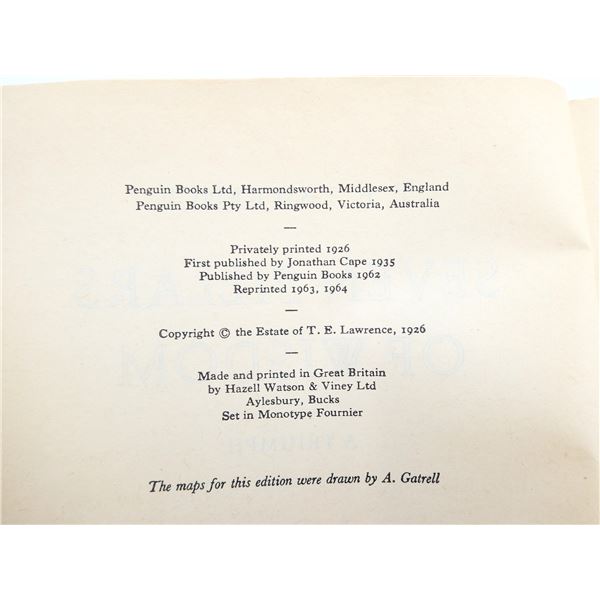 Penguin Books Ltd, Harmondsworth, Middlesex, England
Penguin Books Pty Ltd, Ringwood, Victoria, Australia
—
Privately printed 1926
First published by Jonathan Cape 1935
Published by Penguin Books 1962
Reprinted 1963, 1964
—
Copyright © the Estate of T. E. Lawrence, 1926
—
Made and printed in Great Britain
by Hazell Watson & Viney Ltd
Aylesbury, Bucks
Set in Monotype Fournier
The maps for this edition were drawn by A. Gatrell